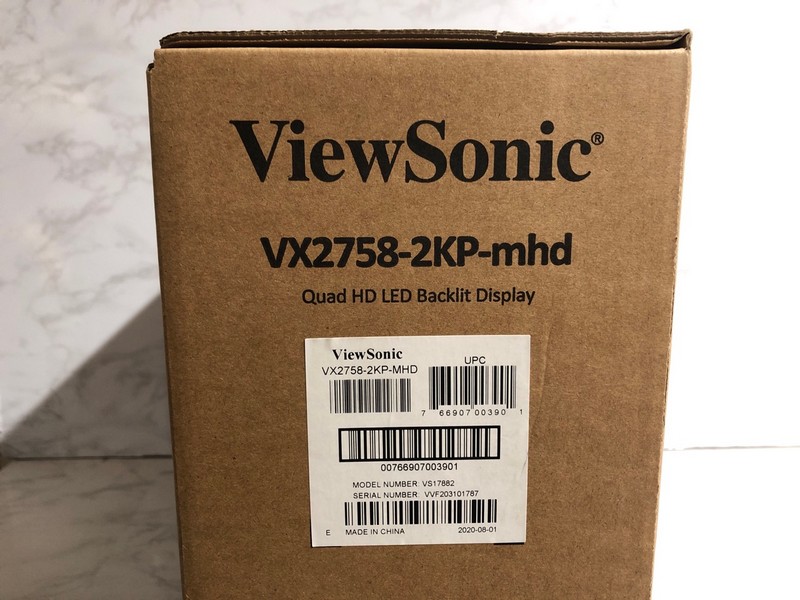 ViewSonic®
VX2758-2KP-mhd
Quad HD LED Backlit Display
ViewSonic
VX2758-2KP-MHD
UPC
7 66907 00390 1
00766907003901
MODEL NUMBER: VS17882
SERIAL NUMBER: VVF203101787
E MADE IN CHINA 2020-08-01